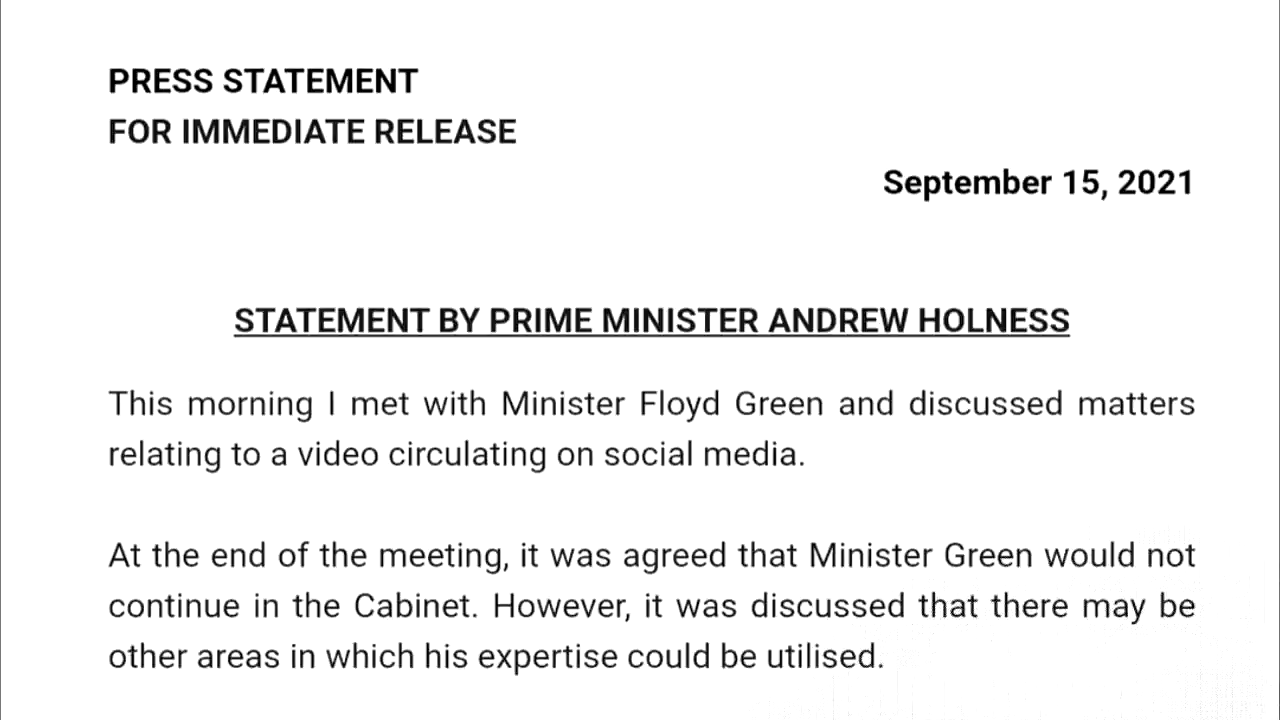 PRESS STATEMENT
FOR IMMEDIATE RELEASE
September 15, 2021
STATEMENT BY PRIME MINISTER ANDREW HOLNESS
This morning I met with Minister Floyd Green and discussed matters
relating to a video circulating on social media.
At the end of the meeting, it was agreed that Minister Green would not
continue in the Cabinet. However, it was discussed that there may be
other areas in which his expertise could be utilised.